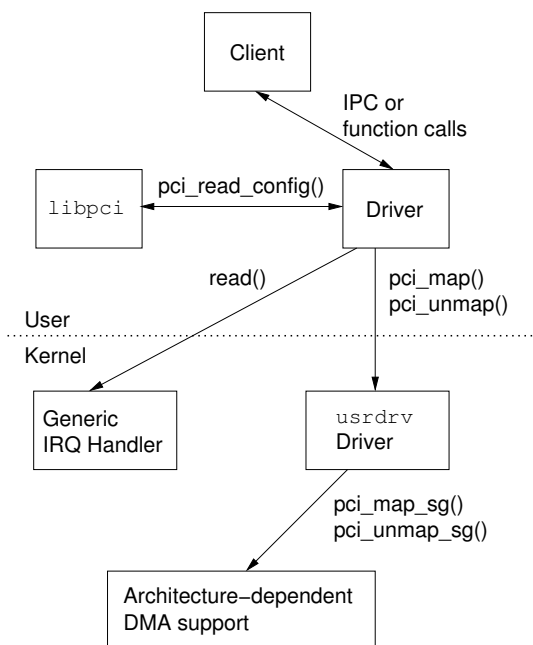 Client
IPC or
function calls
pci_read_config()
libpci
Driver
read()
pci_map()
pci_unmap()
User
Kernel
Generic
IRQ Handler
usrdrv
Driver
pci_map_sg()
pci_unmap_sg()
Architecture−dependent
DMA support